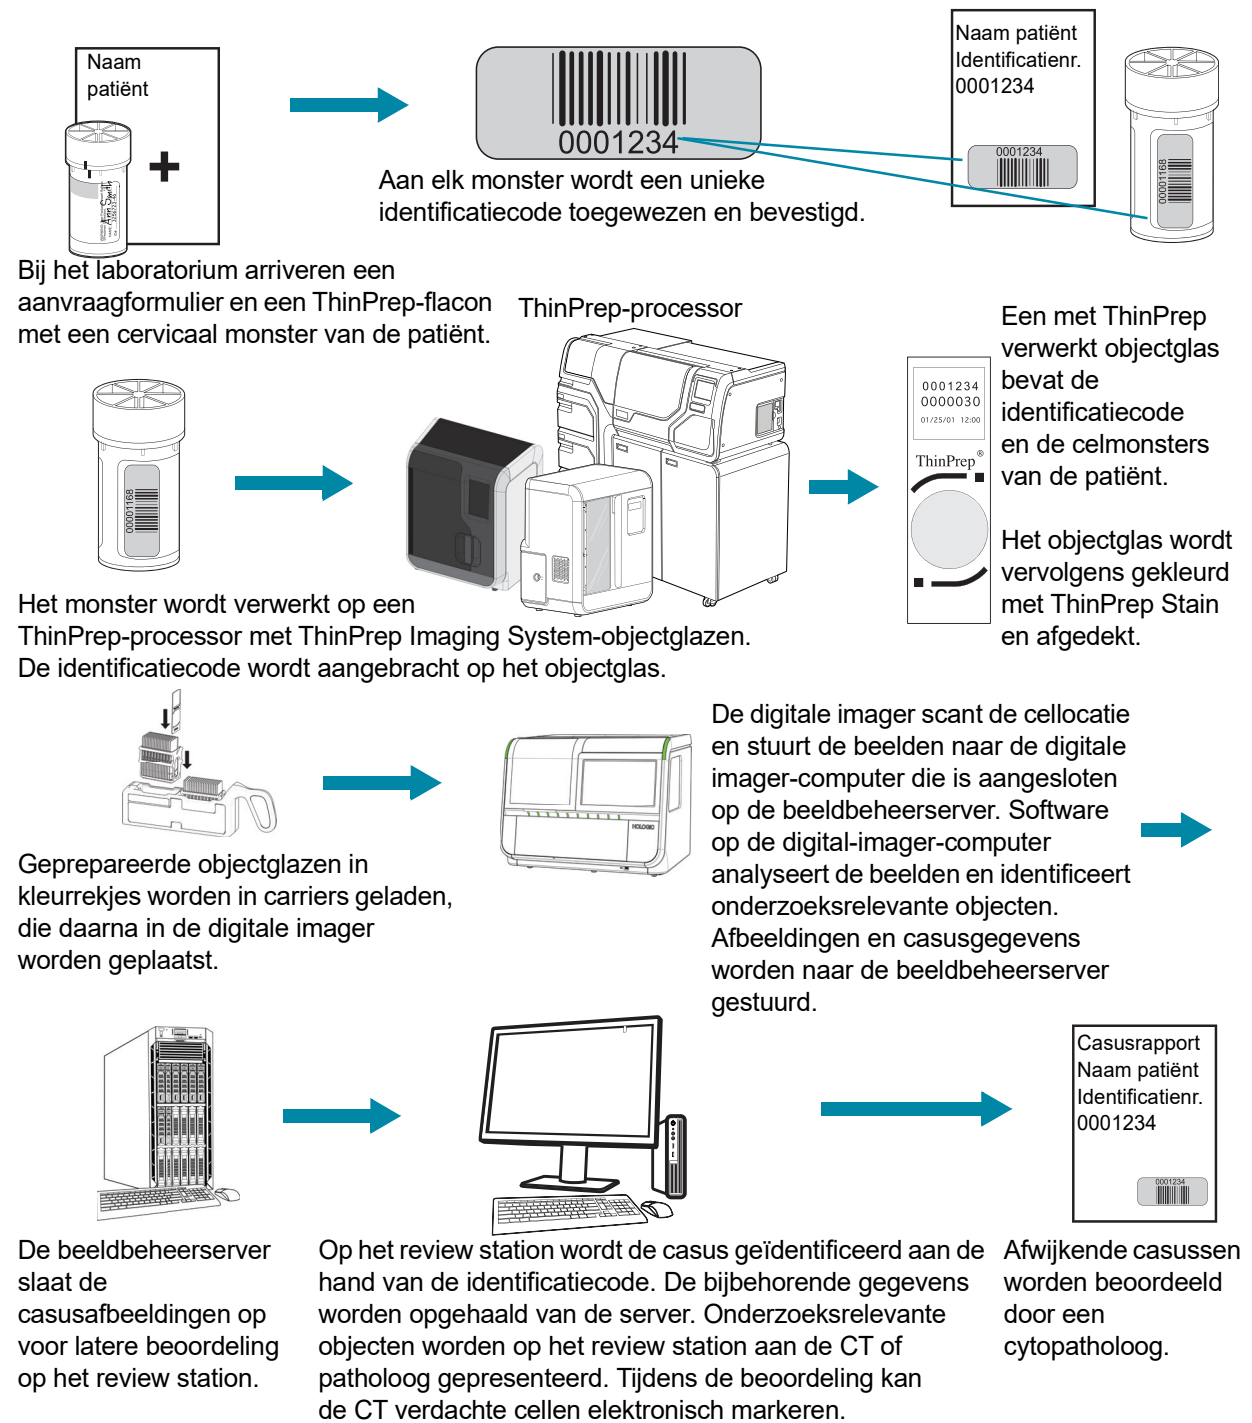 Naam
patiënt
Ann Smith
0001234
Aan elk monster wordt een unieke
identificatiecode toegewezen en bevestigd.
Naam patiënt
Identificatienr.
0001234
0001234
00001168
Bij het laboratorium arriveren een
aanvraagformulier en een ThinPrep-flacon
met een cervicaal monster van de patiënt.
00001168
Het monster wordt verwerkt op een
ThinPrep-processor met ThinPrep Imaging System-objectglazen.
De identificatiecode wordt aangebracht op het objectglas.
ThinPrep-processor
0001234
0000030
01/25/01 12:00
ThinPrep®
Een met ThinPrep
verwerkt objectglas
bevat de
identificatiecode
en de celmonsters
van de patiënt.
Het objectglas wordt
vervolgens gekleurd
met ThinPrep Stain
en afgedekt.
Geprepareerde objectglazen in
kleurrekjes worden in carriers geladen,
die daarna in de digitale imager
worden geplaatst.
HOLOGIC
De digitale imager scant de cellocatie
en stuurt de beelden naar de digitale
imager-computer die is aangesloten
op de beeldbeheerserver. Software
op de digital-imager-computer
analyseert de beelden en identificeert
onderzoeksrelevante objecten.
Afbeeldingen en casusgegevens
worden naar de beeldbeheerserver
gestuurd.
De beeldbeheerserver
slaat de
casusafbeeldingen op
voor latere beoordeling
op het review station.
Op het review station wordt de casus geïdentificeerd aan de
hand van de identificatiecode. De bijbehorende gegevens
worden opgehaald van de server. Onderzoeksrelevante
objecten worden op het review station aan de CT of
patholoog gepresenteerd. Tijdens de beoordeling kan
de CT verdachte cellen elektronisch markeren.
Casusrapport
Naam patiënt
Identificatienr.
0001234
0001234
Afwijkende casussen
worden beoordeeld
door een
cytopatholoog.